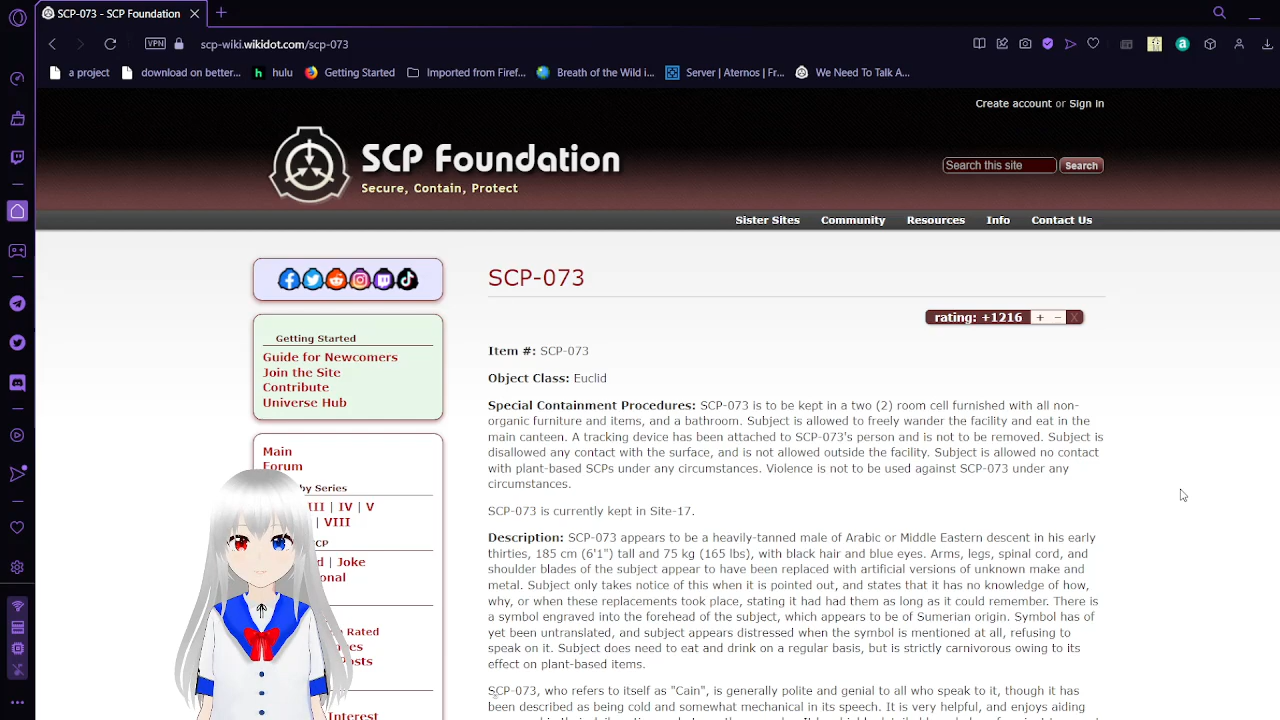 SCP-073 - SCP Foundation
VPN
scp-wiki.wikidot.com/scp-073
a project
download on better...
hulu
Getting Started
Imported from Firef...
Breath of the Wild i...
Server | Aternos | Fr...
We Need To Talk A...
Create account or Sign in
SCP Foundation
Secure, Contain, Protect
Search this site
Search
Sister Sites
Community
Resources
Info
Contact Us
Getting Started
Guide for Newcomers
Join the Site
Contribute
Universe Hub
Main
Forum
by Series
III | IV | V
| VIII
CP
d | Joke
onal
Rated
Posts
Interest
SCP-073
rating: +1216 + – X
Item #: SCP-073
Object Class: Euclid
Special Containment Procedures: SCP-073 is to be kept in a two (2) room cell furnished with all non-
organic furniture and items, and a bathroom. Subject is allowed to freely wander the facility and eat in the
main canteen. A tracking device has been attached to SCP-073's person and is not to be removed. Subject is
disallowed any contact with the surface, and is not allowed outside the facility. Subject is allowed no contact
with plant-based SCPs under any circumstances. Violence is not to be used against SCP-073 under any
circumstances.
SCP-073 is currently kept in Site-17.
Description: SCP-073 appears to be a heavily-tanned male of Arabic or Middle Eastern descent in his early
thirties, 185 cm (6'1") tall and 75 kg (165 lbs), with black hair and blue eyes. Arms, legs, spinal cord, and
shoulder blades of the subject appear to have been replaced with artificial versions of unknown make and
metal. Subject only takes notice of this when it is pointed out, and states that it has no knowledge of how,
why, or when these replacements took place, stating it had had them as long as it could remember. There is
a symbol engraved into the forehead of the subject, which appears to be of Sumerian origin. Symbol has of
yet been untranslated, and subject appears distressed when the symbol is mentioned at all, refusing to
speak on it. Subject does need to eat and drink on a regular basis, but is strictly carnivorous owing to its
effect on plant-based items.
SCP-073, who refers to itself as "Cain", is generally polite and genial to all who speak to it, though it has
been described as being cold and somewhat mechanical in its speech. It is very helpful, and enjoys aiding